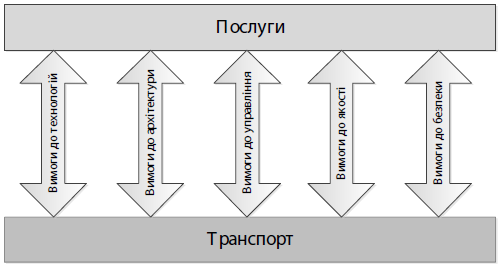 Послуги
Вимоги до технологій
Вимоги до архітектури
Вимоги до управління
Вимоги до якості
Вимоги до безпеки
Транспорт